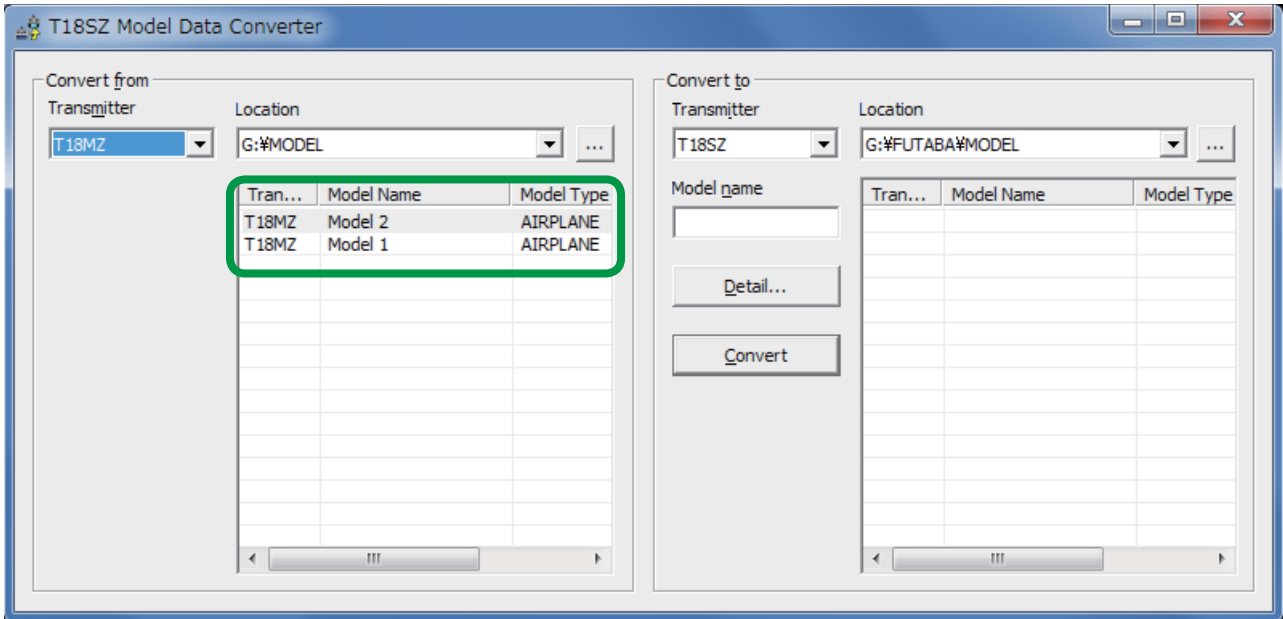 T18SZ Model Data Converter
Convert from
Transmitter
Location
T18MZ
G:¥MODEL
...
Tran... Model Name Model Type
T18MZ Model 2 AIRPLANE
T18MZ Model 1 AIRPLANE
Convert to
Transmitter
Location
T18SZ
G:¥FUTABA¥MODEL
...
Model name
Detail...
Convert
Tran... Model Name Model Type